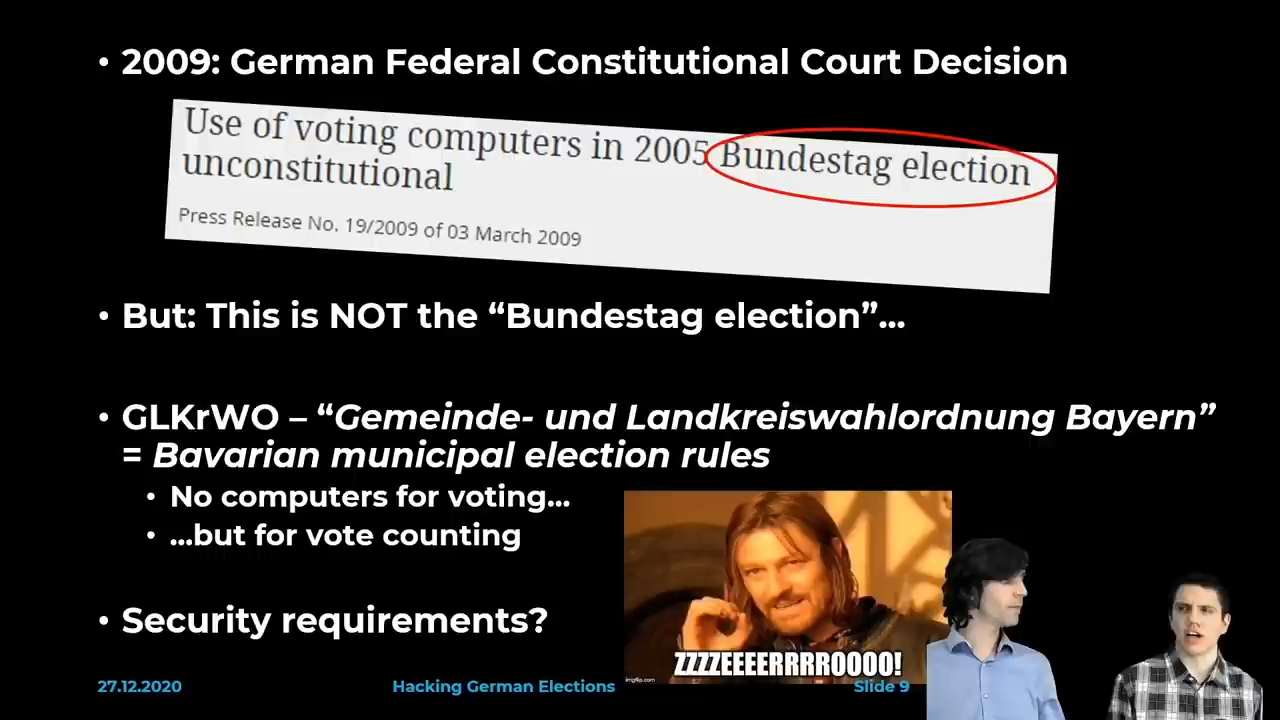 • 2009: German Federal Constitutional Court Decision
Use of voting computers in 2005 Bundestag election
unconstitutional
Press Release No. 19/2009 of 03 March 2009
• But: This is NOT the “Bundestag election”...
• GLKrWO – “Gemeinde- und Landkreiswahlordnung Bayern”
= Bavarian municipal election rules
• No computers for voting...
• ...but for vote counting
• Security requirements?
ZZZZEEEERRRROOOO!
imgflip.com
27.12.2020
Hacking German Elections
Slide 9